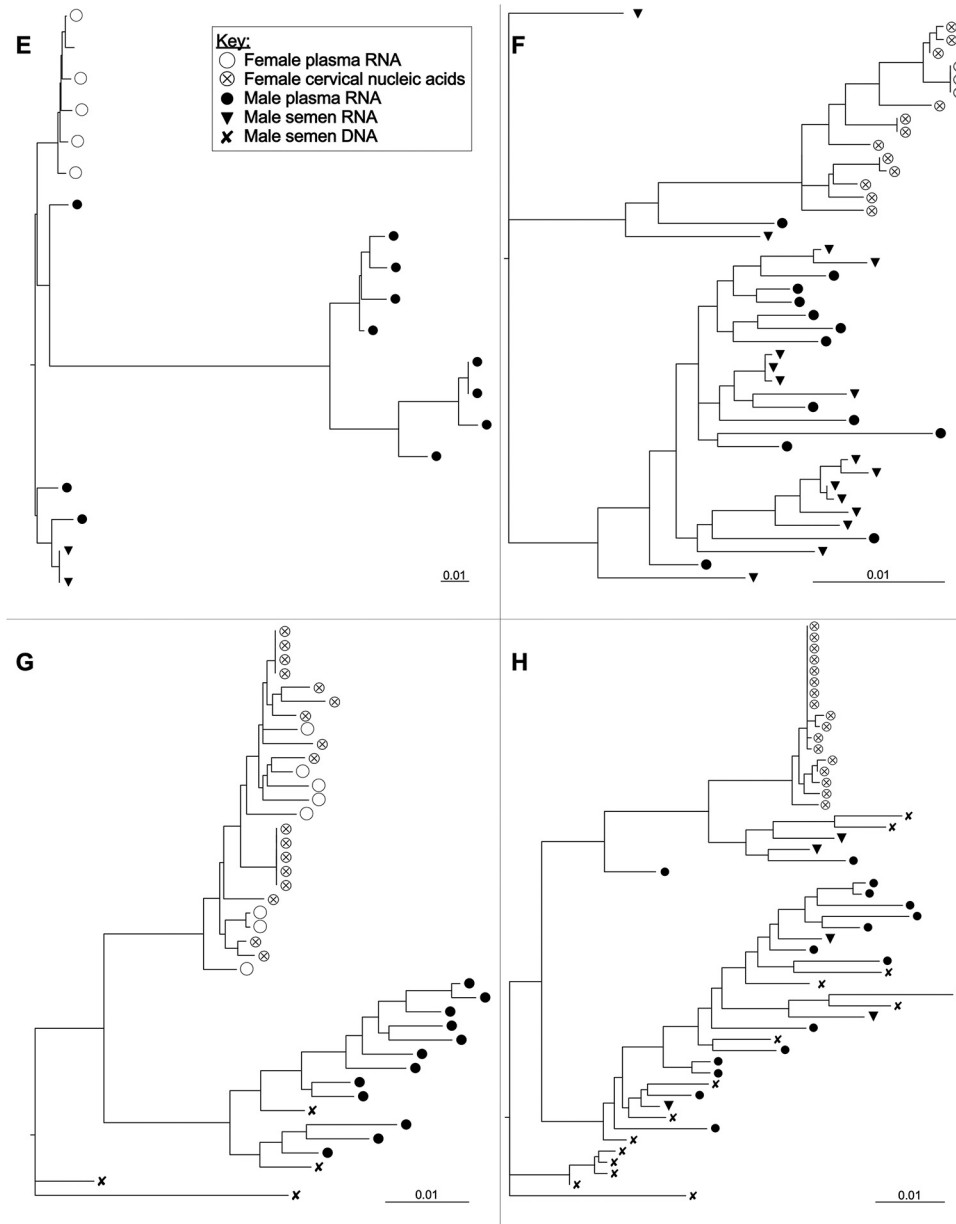 E
Key:
Female plasma RNA
Female cervical nucleic acids
Male plasma RNA
Male semen RNA
Male semen DNA
0.01
F
0.01
G
0.01
H
0.01